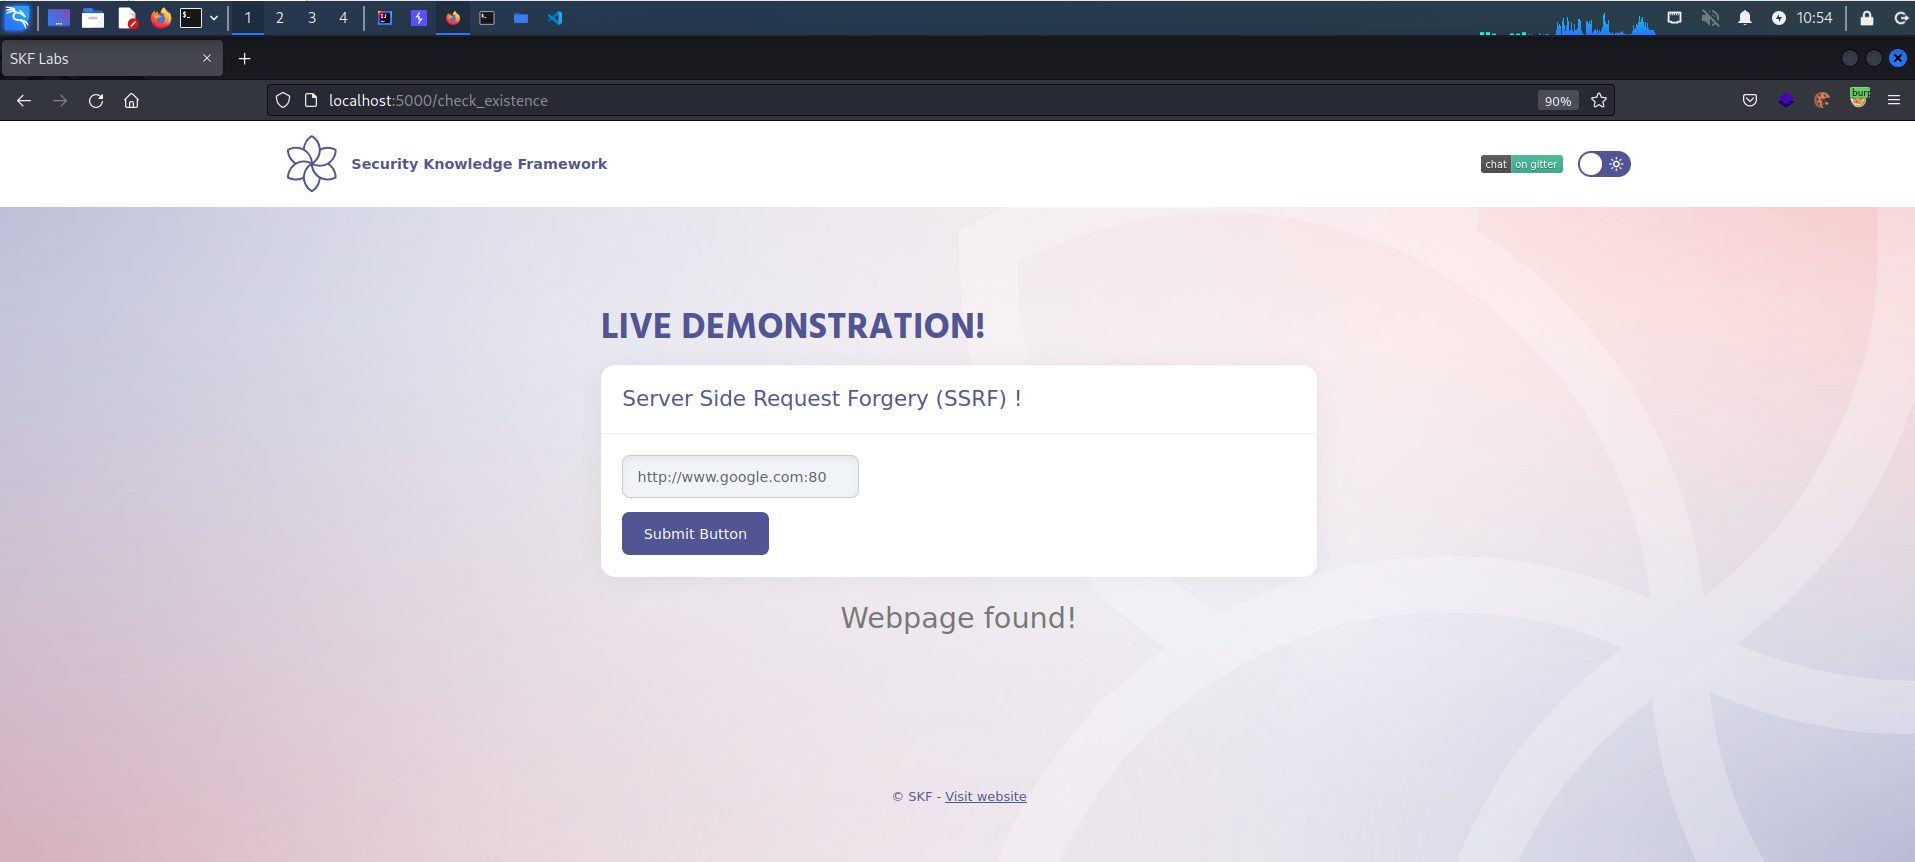 1 2 3 4
10:54
SKF Labs
localhost:5000/check_existence
90%
burp
Security Knowledge Framework
chat on gitter
LIVE DEMONSTRATION!
Server Side Request Forgery (SSRF) !
http://www.google.com:80
Submit Button
Webpage found!
© SKF - Visit website